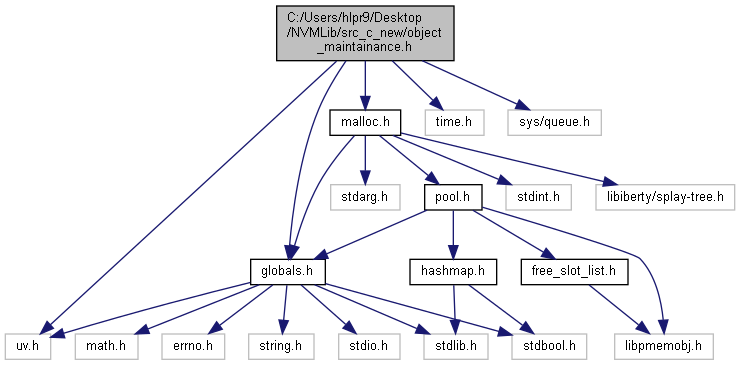 C:/Users/hlpr9/Desktop
/NVMLib/src_c_new/object
_maintainance.h
malloc.h
time.h
sys/queue.h
stdarg.h
pool.h
stdint.h
libiberty/splay-tree.h
globals.h
hashmap.h
free_slot_list.h
uv.h
math.h
errno.h
string.h
stdio.h
stdlib.h
stdbool.h
libpmemobj.h